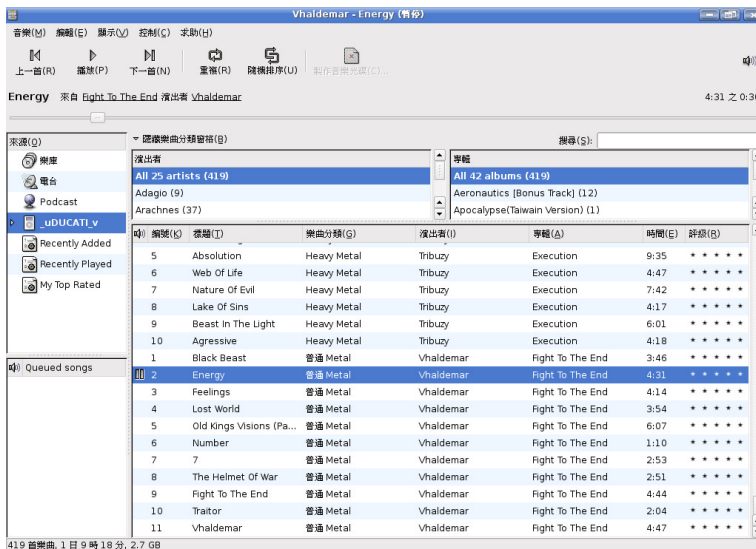 Vhaldemar - Energy (暫停)
音樂(M) 編輯(E) 顯示(V) 控制(C) 求助(H)
上一首(R) 播放(P) 下一首(N) 重複(R) 隨機排序(U) 製作音樂光碟(C)...
Energy 來自 Fight To The End 演出者 Vhaldemar 4:31 之 0:3
來源(O)
樂庫
電台
Podcast
_uDUCATI_v
Recently Added
Recently Played
My Top Rated
Queued songs
隱藏樂曲分類窗格(B) 搜尋(S):
演出者 專輯
All 25 artists (419) All 42 albums (419)
Adagio (9) Aeronautics [Bonus Track] (12)
Arachnes (37) Apocalypse(Taiwain Version) (1)
編號(K) 標題(T) 樂曲分類(G) 演出者(I) 專輯(A) 時間(E) 評級(R)
5 Absolution Heavy Metal Tribuzy Execution 9:35 * * * * *
6 Web Of Life Heavy Metal Tribuzy Execution 4:47 * * * * *
7 Nature Of Evil Heavy Metal Tribuzy Execution 7:42 * * * * *
8 Lake Of Sins Heavy Metal Tribuzy Execution 4:17 * * * * *
9 Beast In The Light Heavy Metal Tribuzy Execution 6:01 * * * * *
10 Agressive Heavy Metal Tribuzy Execution 4:18 * * * * *
1 Black Beast 普通 Metal Vhaldemar Fight To The End 3:46 * * * * *
2 Energy 普通 Metal Vhaldemar Fight To The End 4:31 * * * * *
3 Feelings 普通 Metal Vhaldemar Fight To The End 4:14 * * * * *
4 Lost World 普通 Metal Vhaldemar Fight To The End 3:54 * * * * *
5 Old Kings Visions (Pa... 普通 Metal Vhaldemar Fight To The End 6:07 * * * * *
6 Number 普通 Metal Vhaldemar Fight To The End 1:10 * * * * *
7 7 普通 Metal Vhaldemar Fight To The End 2:53 * * * * *
8 The Helmet Of War 普通 Metal Vhaldemar Fight To The End 2:51 * * * * *
9 Fight To The End 普通 Metal Vhaldemar Fight To The End 4:44 * * * * *
10 Traitor 普通 Metal Vhaldemar Fight To The End 2:04 * * * * *
11 Vhaldemar 普通 Metal Vhaldemar Fight To The End 4:47 * * * * *
419 首樂曲, 1 日 9 時 18 分, 2.7 GB